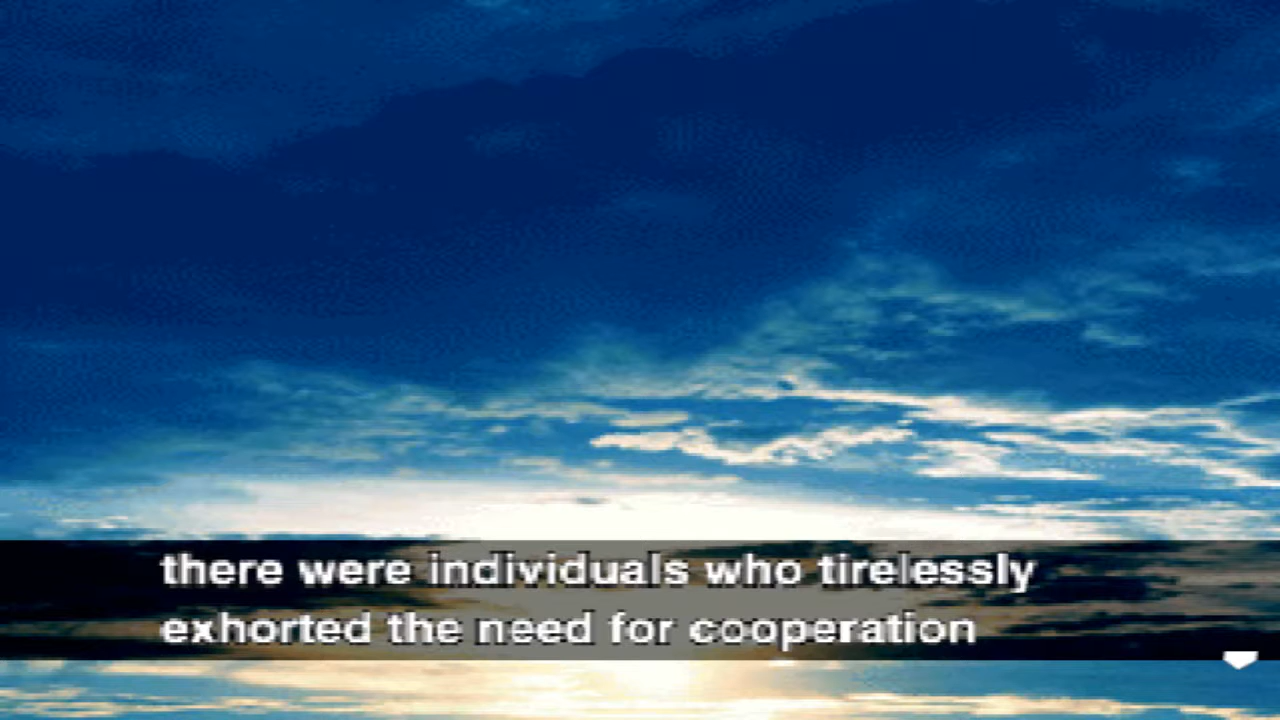 there were individuals who tirelessly
exhorted the need for cooperation